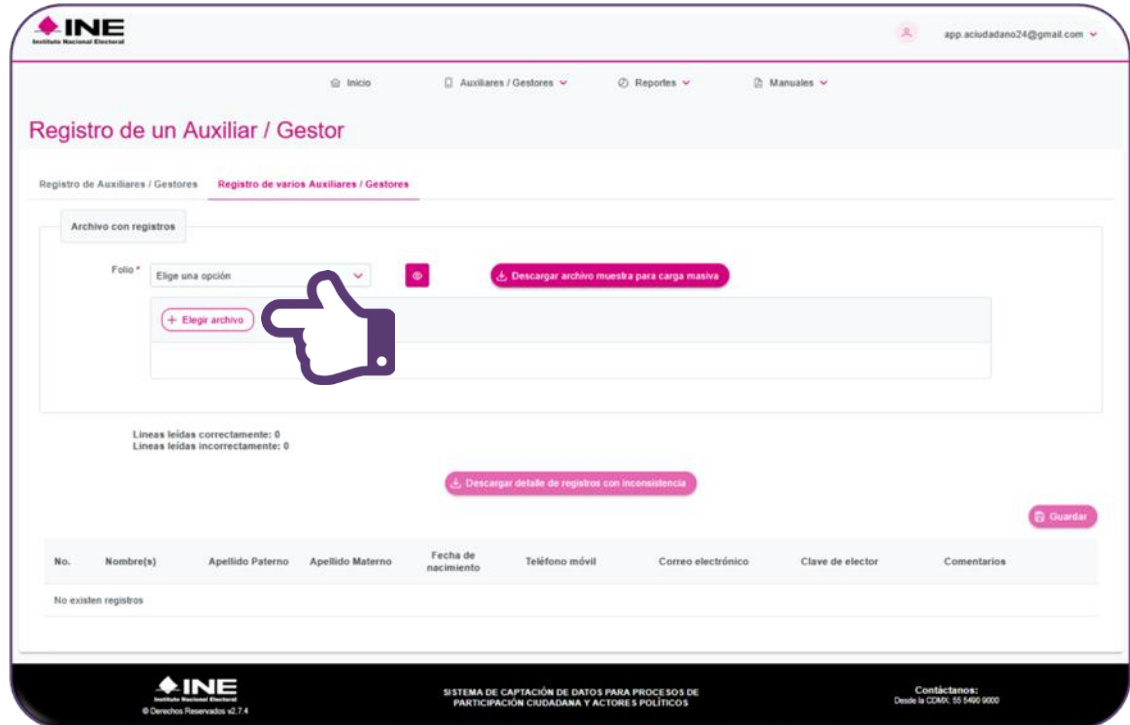 INE
Instituto Nacional Electoral
app.aciudadano24@gmail.com
Inicio
Auxiliares / Gestores
Reportes
Manuales
Registro de un Auxiliar / Gestor
Registro de Auxiliares / Gestores
Registro de varios Auxiliares / Gestores
Archivo con registros
Folio *
Elige una opción
Descargar archivo muestra para carga masiva
+ Elegir archivo
Lineas leídas correctamente: 0
Lineas leídas incorrectamente: 0
Descargar detalle de registros con inconsistencia
Guardar
No.
Nombre(s)
Apellido Paterno
Apellido Materno
Fecha de
nacimiento
Teléfono móvil
Correo electrónico
Clave de elector
Comentarios
No existen registros
INE
Instituto Nacional Electoral
© Derechos Reservados v2.7.4
SISTEMA DE CAPTACIÓN DE DATOS PARA PROCESOS DE
PARTICIPACIÓN CIUDADANA Y ACTORES POLÍTICOS
Contáctanos:
Desde la CDMX: 55 5490 9000